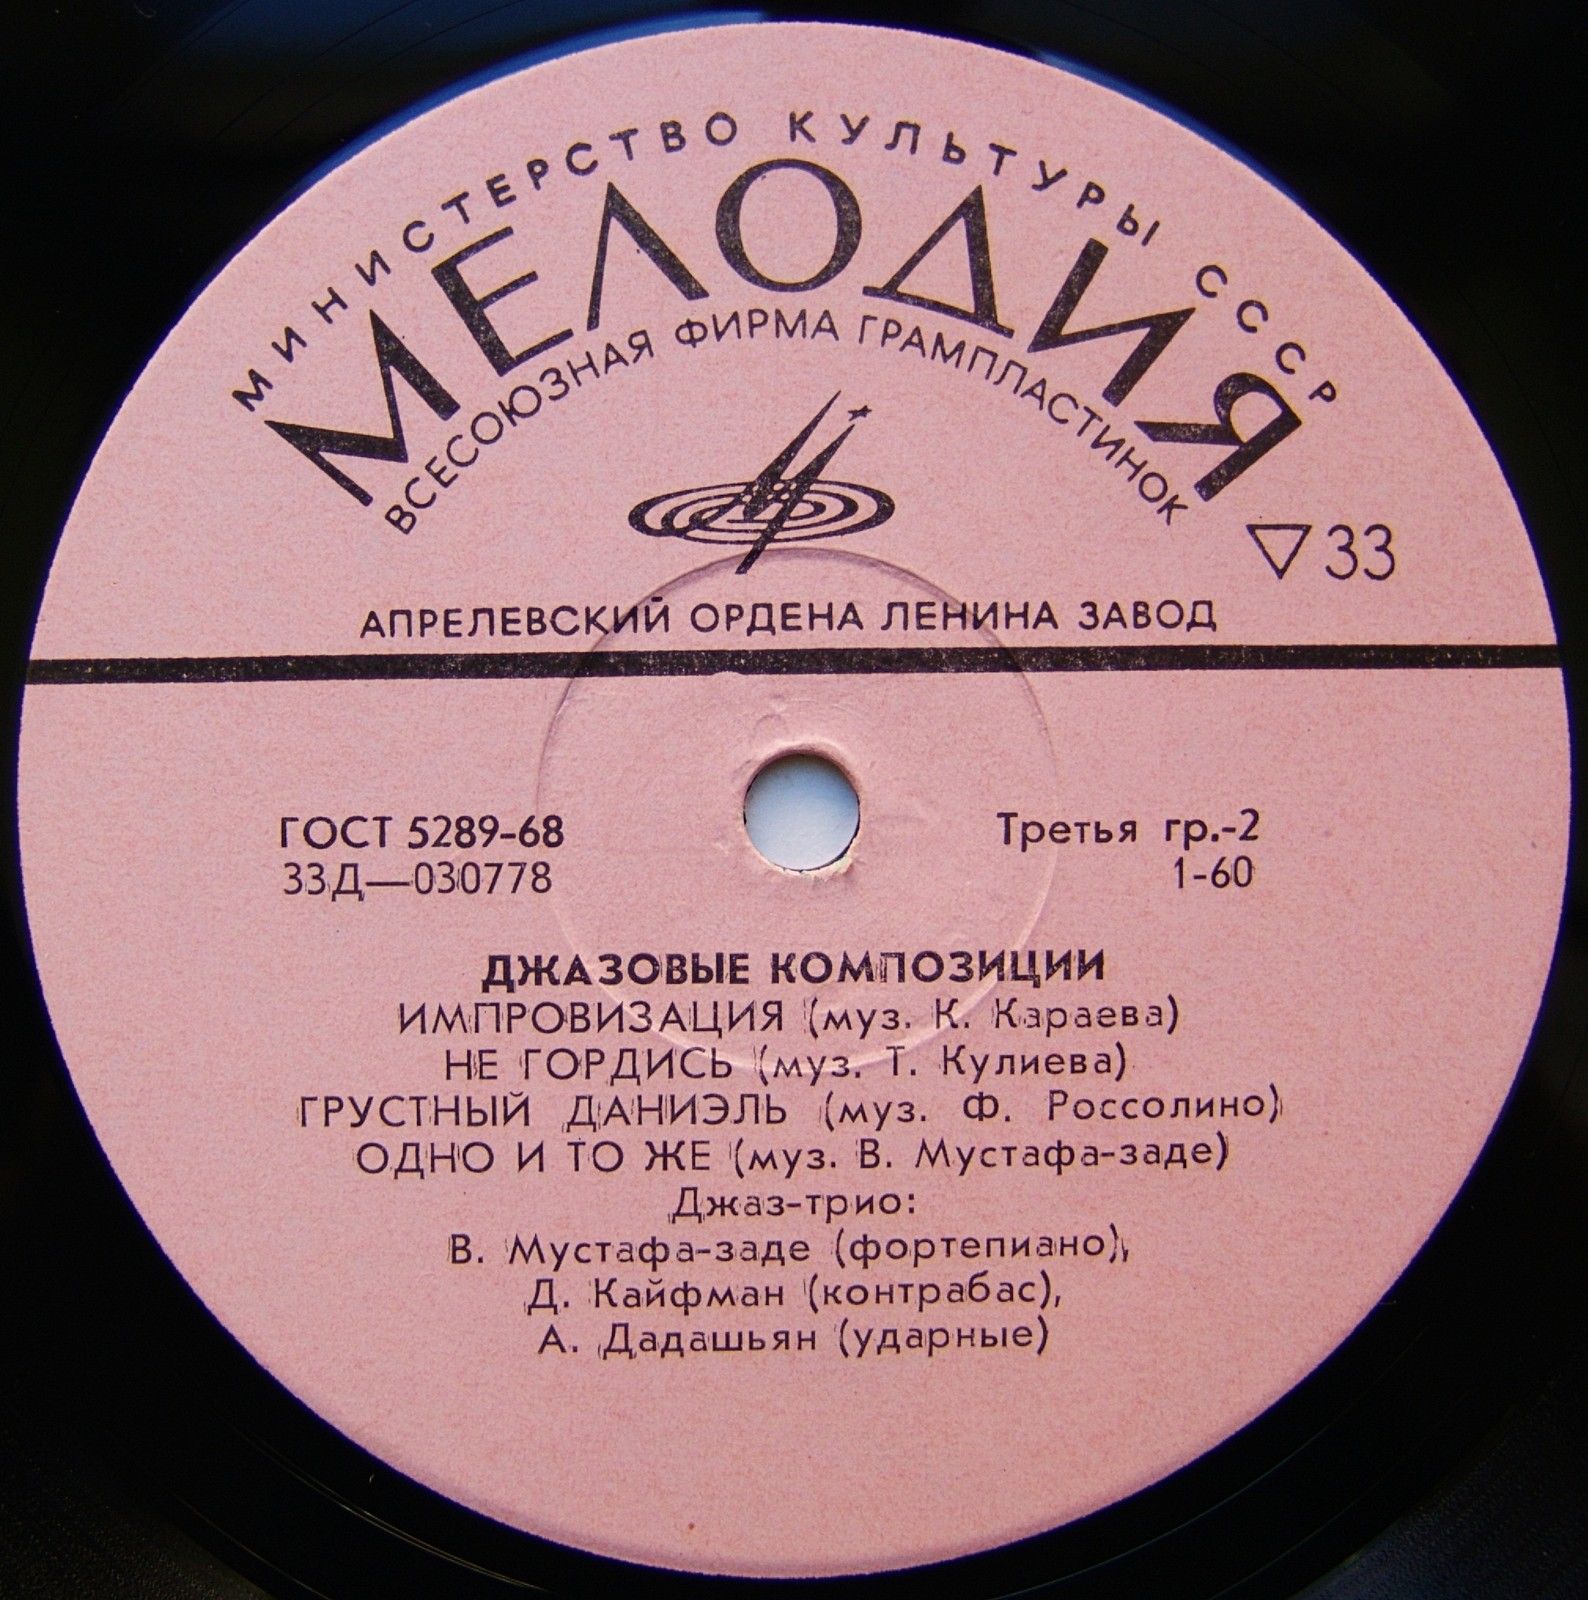 МИНИСТЕРСТВО КУЛЬТУРЫ СССР
МЕЛОДИЯ
ВСЕСОЮЗНАЯ ФИРМА ГРАМПЛАСТИНОК
▽33
АПРЕЛЕВСКИЙ ОРДЕНА ЛЕНИНА ЗАВОД
ГОСТ 5289-68
33Д—030778
Третья гр.-2
1-60
ДЖАЗОВЫЕ КОМПОЗИЦИИ
ИМПРОВИЗАЦИЯ (муз. К. Караева)
НЕ ГОРДИСЬ (муз. Т. Кулиева)
ГРУСТНЫЙ ДАНИЭЛЬ (муз. Ф. Россолино)
ОДНО И ТО ЖЕ (муз. В. Мустафа-заде)
Джаз-трио:
В. Мустафа-заде (фортепиано),
Д. Кайфман (контрабас),
А. Дадашьян (ударные)